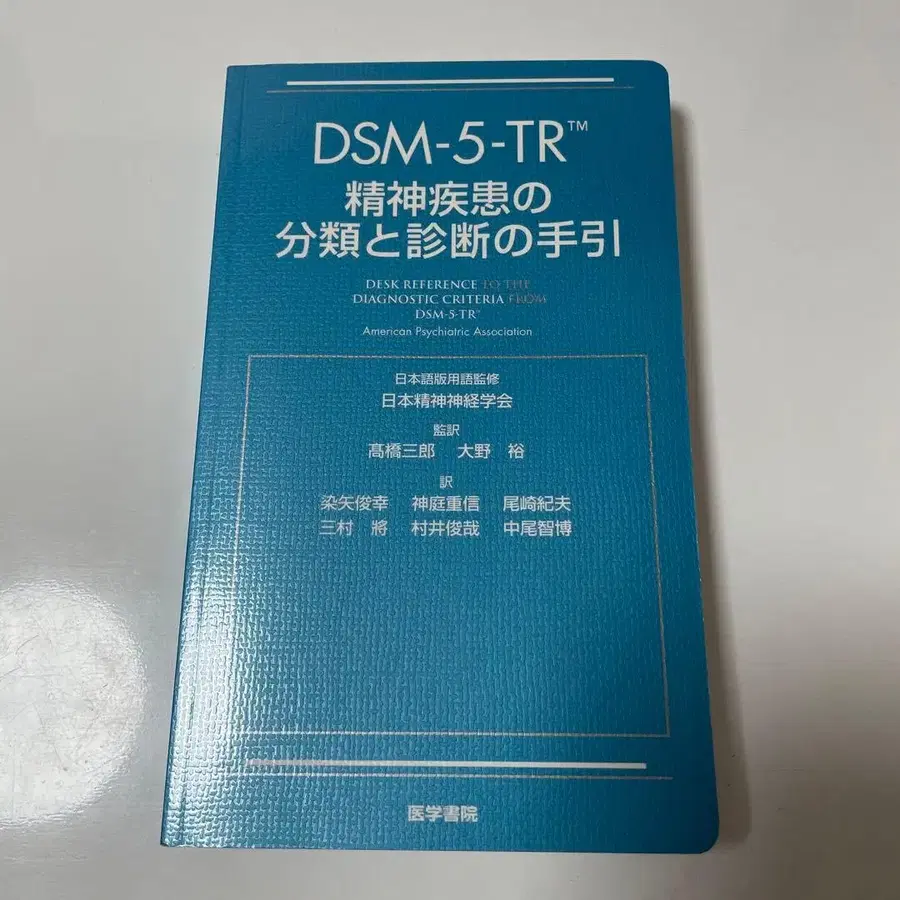 DSM-5-TR™
精神疾患の
分類と診断の手引
DESK REFERENCE TO THE
DIAGNOSTIC CRITERIA FROM
DSM-5-TR™
American Psychiatric Association
日本語版用語監修
日本精神神経学会
監訳
髙橋三郎 大野 裕
訳
染矢俊幸 神庭重信 尾崎紀夫
三村 將 村井俊哉 中尾智博
医学書院